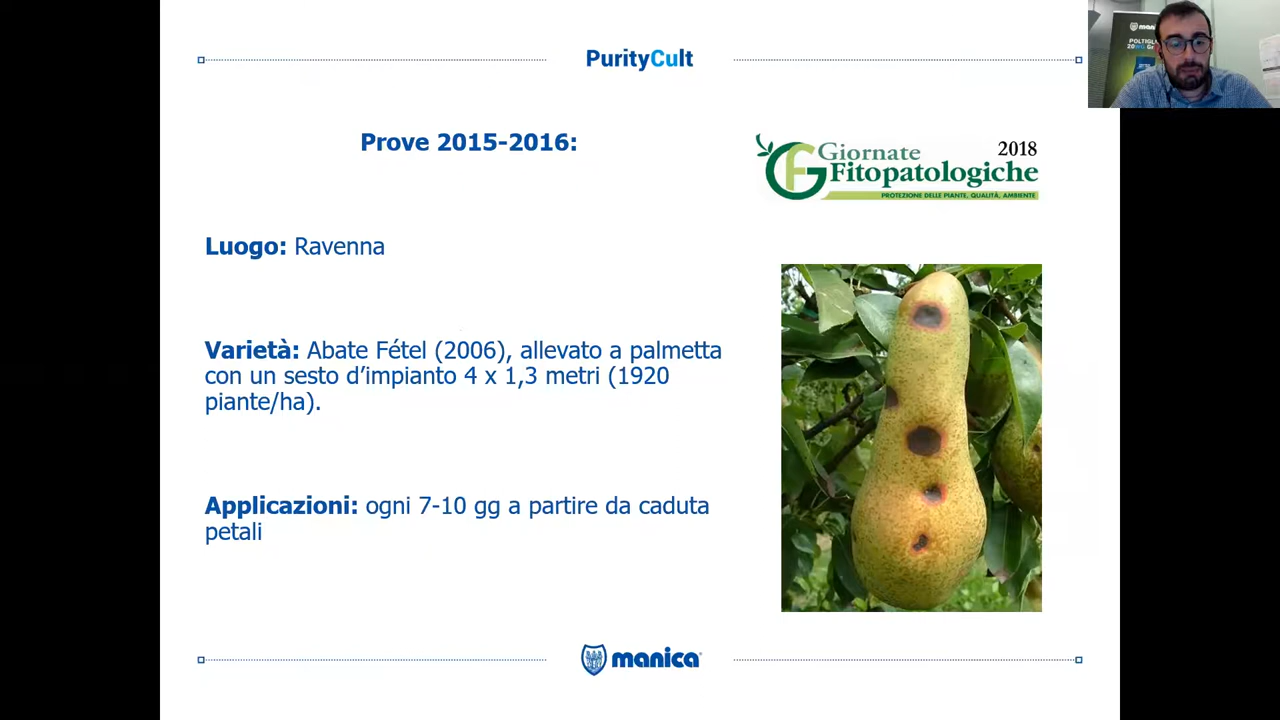 PurityCult
Prove 2015-2016:
Giornate
2018
Fitopatologiche
PROTEZIONE DELLE PIANTE, QUALITÀ, AMBIENTE
Luogo: Ravenna
Varietà: Abate Fétel (2006), allevato a palmetta
con un sesto d’impianto 4 x 1,3 metri (1920
piante/ha).
Applicazioni: ogni 7-10 gg a partire da caduta
petali
manica